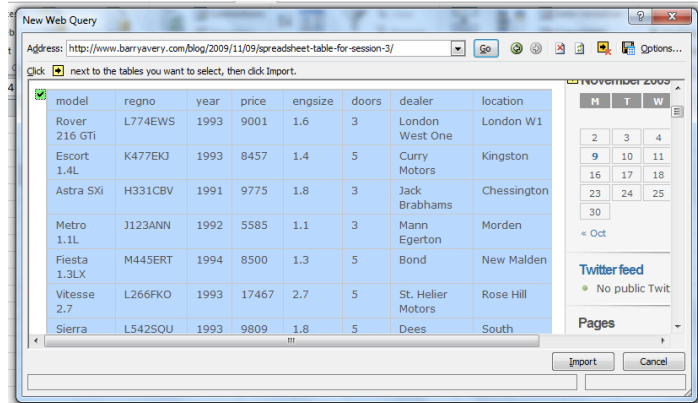 New Web Query
Address: http://www.barryavery.com/blog/2009/11/09/spreadsheet-table-for-session-3/ Go Options...
Click next to the tables you want to select, then click Import.
November 2009
model regno year price engsize doors dealer location
M T W
Rover 216 GTi L774EWS 1993 9001 1.6 3 London West One London W1
2 3 4
Escort 1.4L K477EKJ 1993 8457 1.4 5 Curry Motors Kingston
9 10 11
16 17 18
Astra SXi H331CBV 1991 9775 1.8 3 Jack Brabhams Chessington
23 24 25
30
Metro 1.1L J123ANN 1992 5585 1.1 3 Mann Egerton Morden
« Oct
Fiesta 1.3LX M445ERT 1994 8500 1.3 5 Bond New Malden
Twitter feed
No public Twit
Vitesse 2.7 L266FKO 1993 17467 2.7 5 St. Helier Motors Rose Hill
Pages
Sierra L542SQU 1993 9809 1.8 5 Dees South
Import Cancel